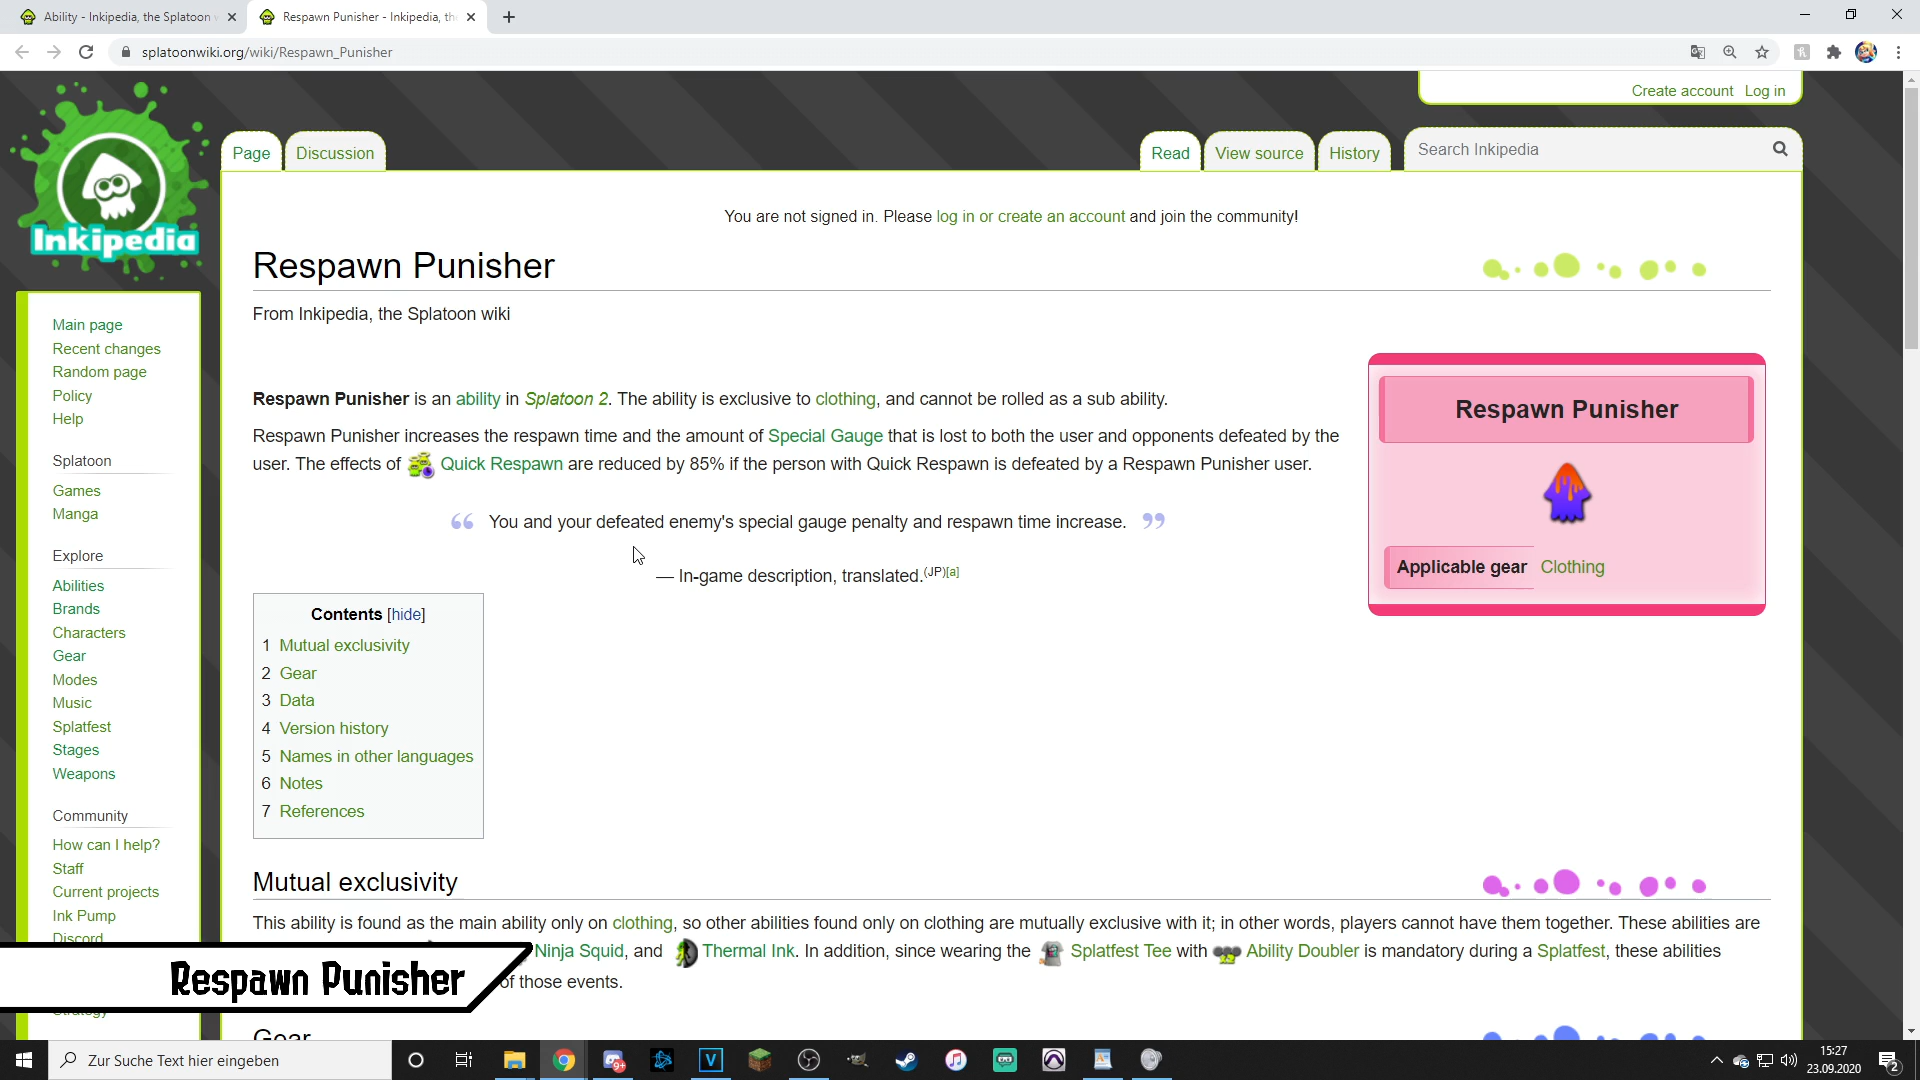 Ability - Inkipedia, the Splatoon
Respawn Punisher - Inkipedia, the
splatoonwiki.org/wiki/Respawn_Punisher
Create account Log in
Page Discussion Read View source History Search Inkipedia
Inkipedia
You are not signed in. Please log in or create an account and join the community!
Respawn Punisher
From Inkipedia, the Splatoon wiki
Main page
Recent changes
Random page
Policy
Help
Splatoon
Games
Manga
Explore
Abilities
Brands
Characters
Gear
Modes
Music
Splatfest
Stages
Weapons
Community
How can I help?
Staff
Current projects
Ink Pump
Discord
Strategy
Respawn Punisher is an ability in Splatoon 2. The ability is exclusive to clothing, and cannot be rolled as a sub ability.
Respawn Punisher increases the respawn time and the amount of Special Gauge that is lost to both the user and opponents defeated by the
user. The effects of Quick Respawn are reduced by 85% if the person with Quick Respawn is defeated by a Respawn Punisher user.
“ You and your defeated enemy's special gauge penalty and respawn time increase. ”
— In-game description, translated.(JP)[a]
Respawn Punisher
Applicable gear Clothing
Contents [hide]
1 Mutual exclusivity
2 Gear
3 Data
4 Version history
5 Names in other languages
6 Notes
7 References
Mutual exclusivity
This ability is found as the main ability only on clothing, so other abilities found only on clothing are mutually exclusive with it; in other words, players cannot have them together. These abilities are
Ninja Squid, and Thermal Ink. In addition, since wearing the Splatfest Tee with Ability Doubler is mandatory during a Splatfest, these abilities
of those events.
Gear
Respawn Punisher
Zur Suche Text hier eingeben
9+
15:27
23.09.2020
2